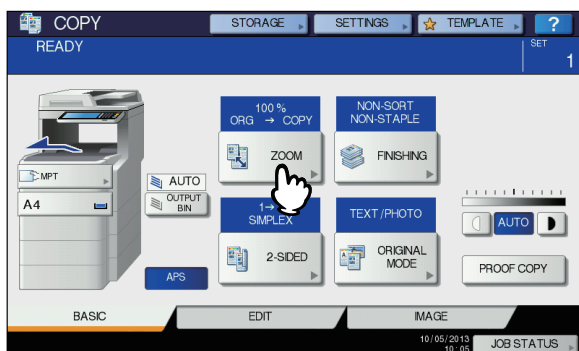 COPY
STORAGE
SETTINGS
TEMPLATE
?
READY
SET
1
100 %
ORG → COPY
NON-SORT
NON-STAPLE
ZOOM
FINISHING
MPT
A4
AUTO
OUTPUT
BIN
1→
SIMPLEX
TEXT/PHOTO
2-SIDED
ORIGINAL
MODE
AUTO
APS
PROOF COPY
BASIC
EDIT
IMAGE
10/05/2013
10:05
JOB STATUS